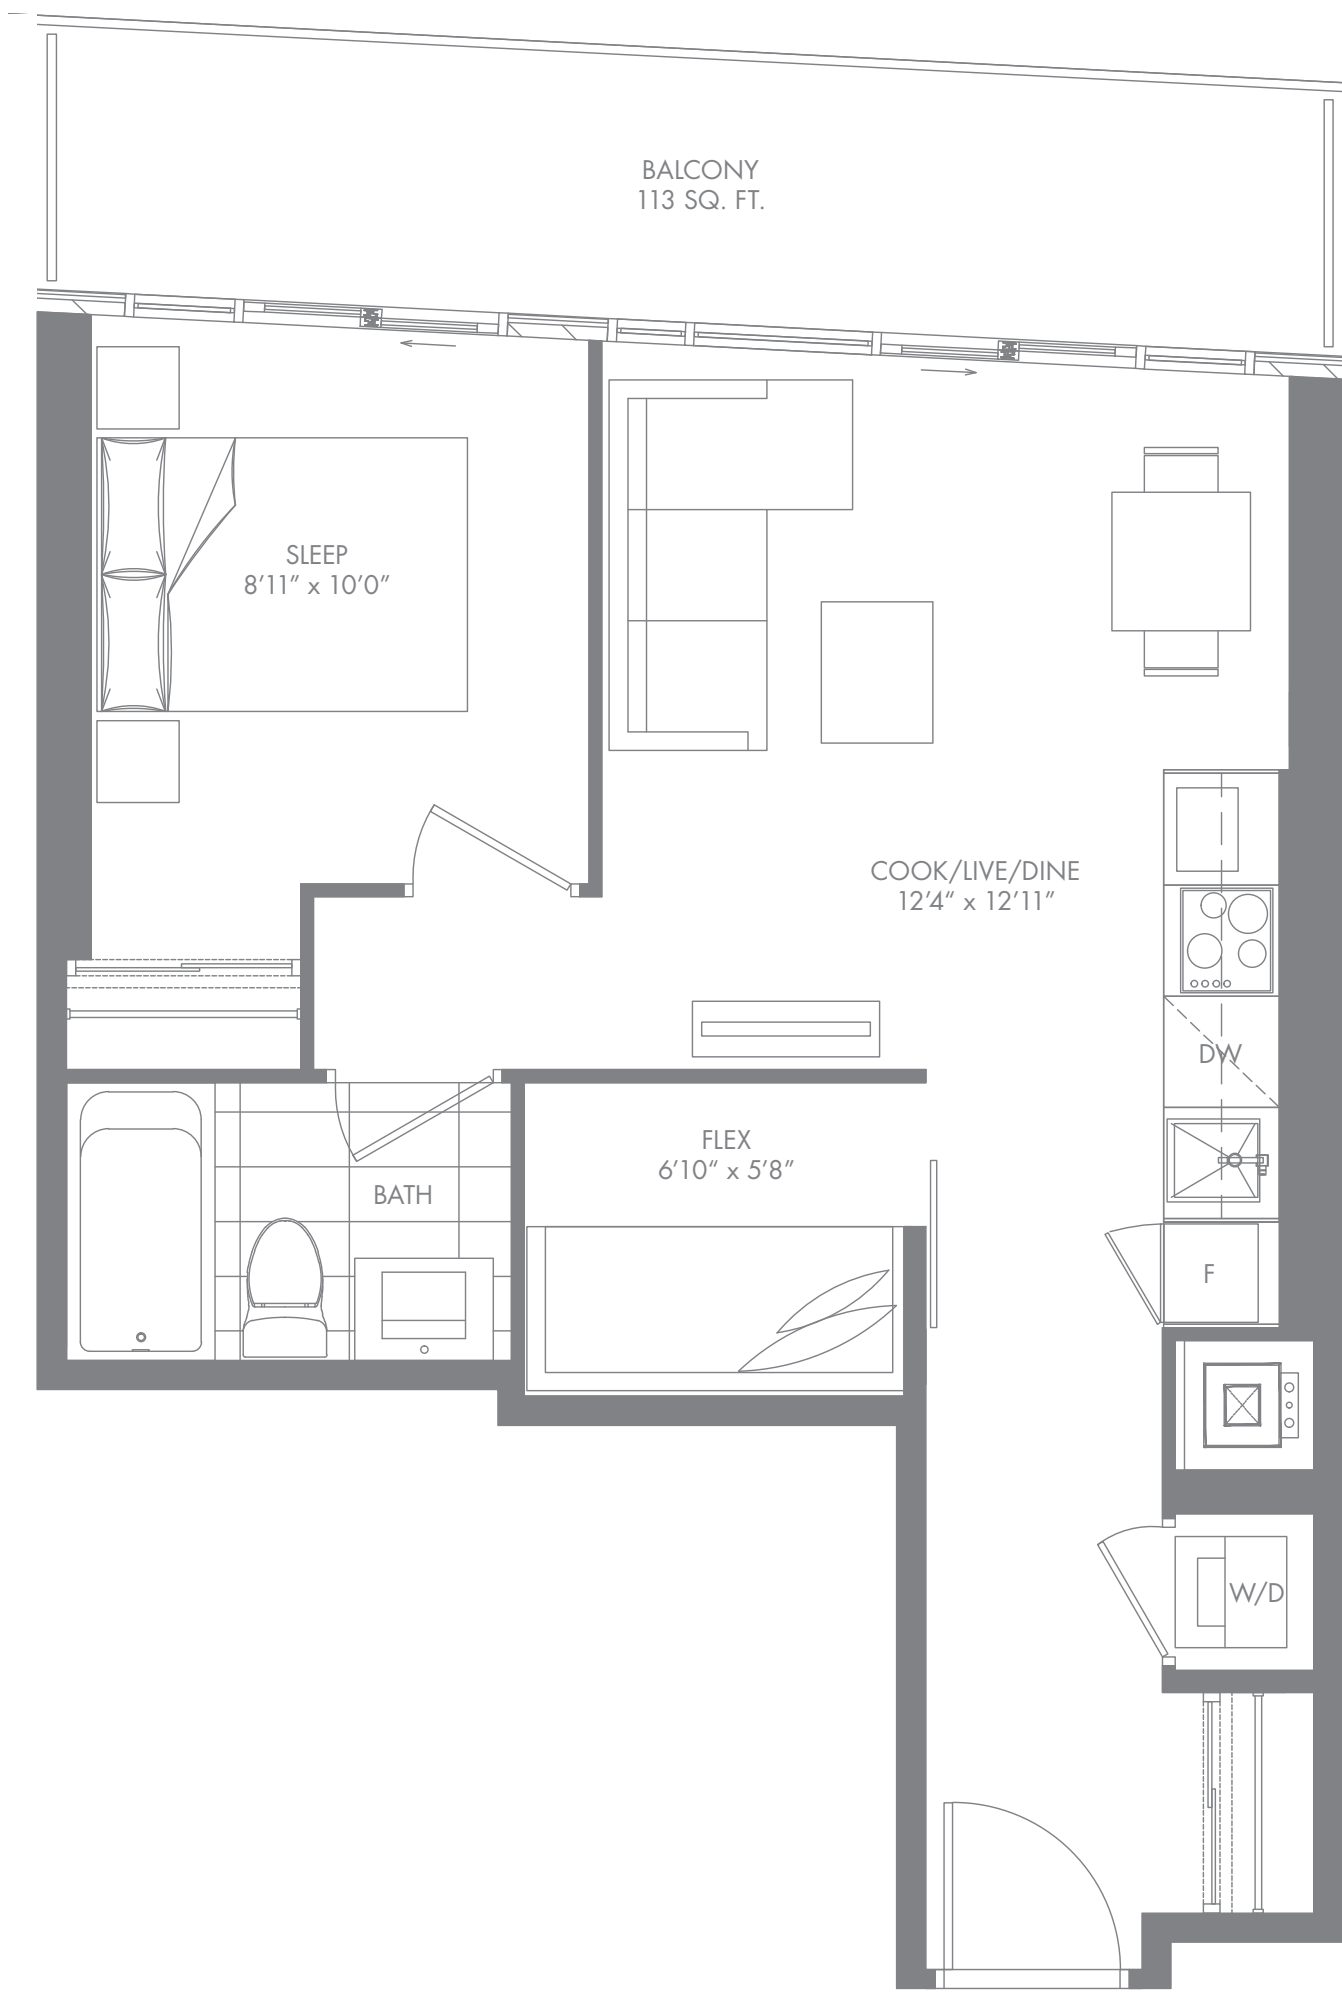 BALCONY
113 SQ. FT.
SLEEP
8’11” x 10’0”
COOK/LIVE/DINE
12’4“ x 12’11”
DW
FLEX
6’10“ x 5’8”
BATH
F
W/D